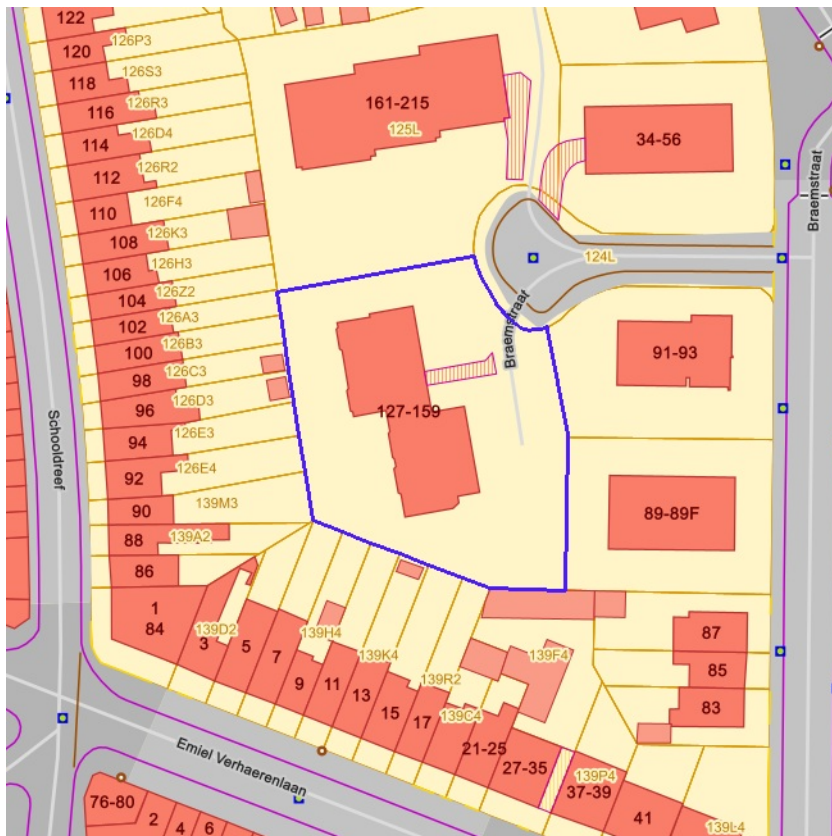 122
126P3
120
126S3
118
126R3
116
126D4
114
126R2
112
126F4
110
126K3
108
126H3
106
126Z2
104
126A3
102
126B3
100
126C3
98
126D3
96
126E3
94
126E4
92
139M3
90
139A2
88
86
1
84
161-215
125L
34-56
Braemstraat
124L
Braemstraat
91-93
127-159
89-89F
Schooldreef
87
85
83
139D2
3
5
7
139H4
9
11
139K4
13
15
139R2
17
139C4
139F4
21-25
27-35
139P4
37-39
41
139L4
Emiel Verhaerenlaan
76-80
2
4
6